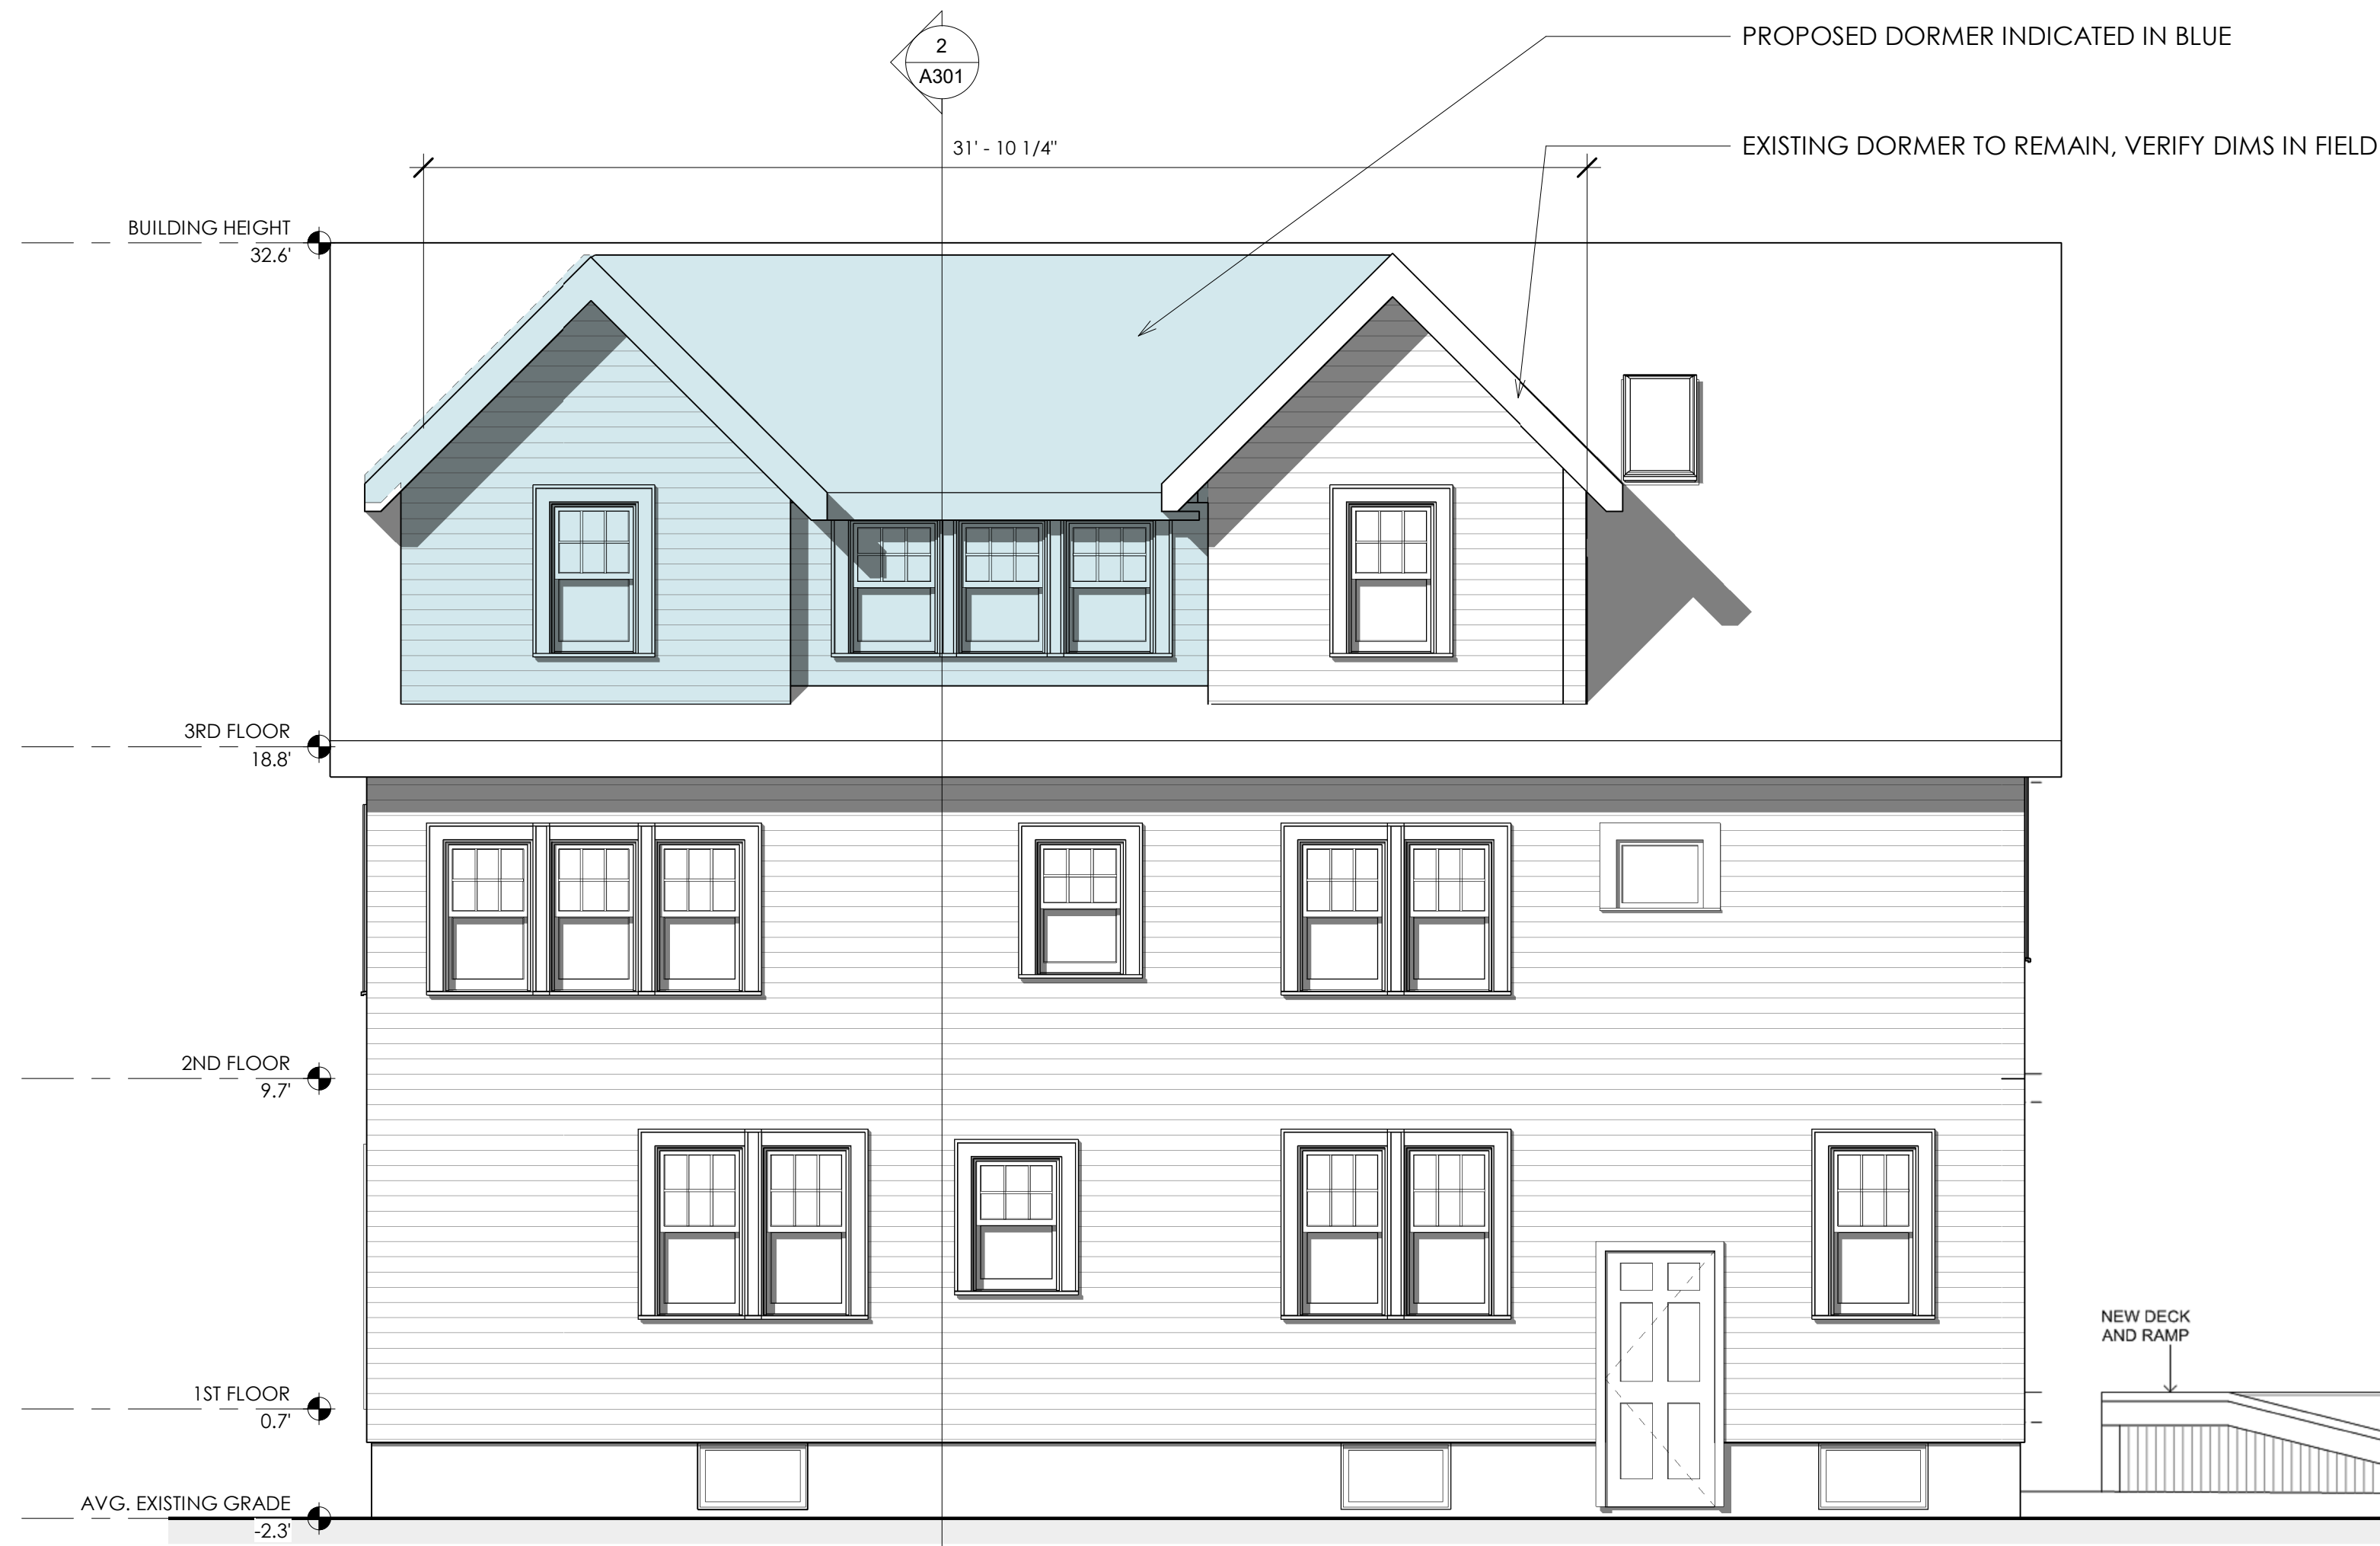 2
A301
PROPOSED DORMER INDICATED IN BLUE
31' - 10 1/4"
EXISTING DORMER TO REMAIN, VERIFY DIMS IN FIELD
BUILDING HEIGHT
32.6'
3RD FLOOR
18.8'
2ND FLOOR
9.7'
NEW DECK
AND RAMP
1ST FLOOR
0.7'
AVG. EXISTING GRADE
-2.3'